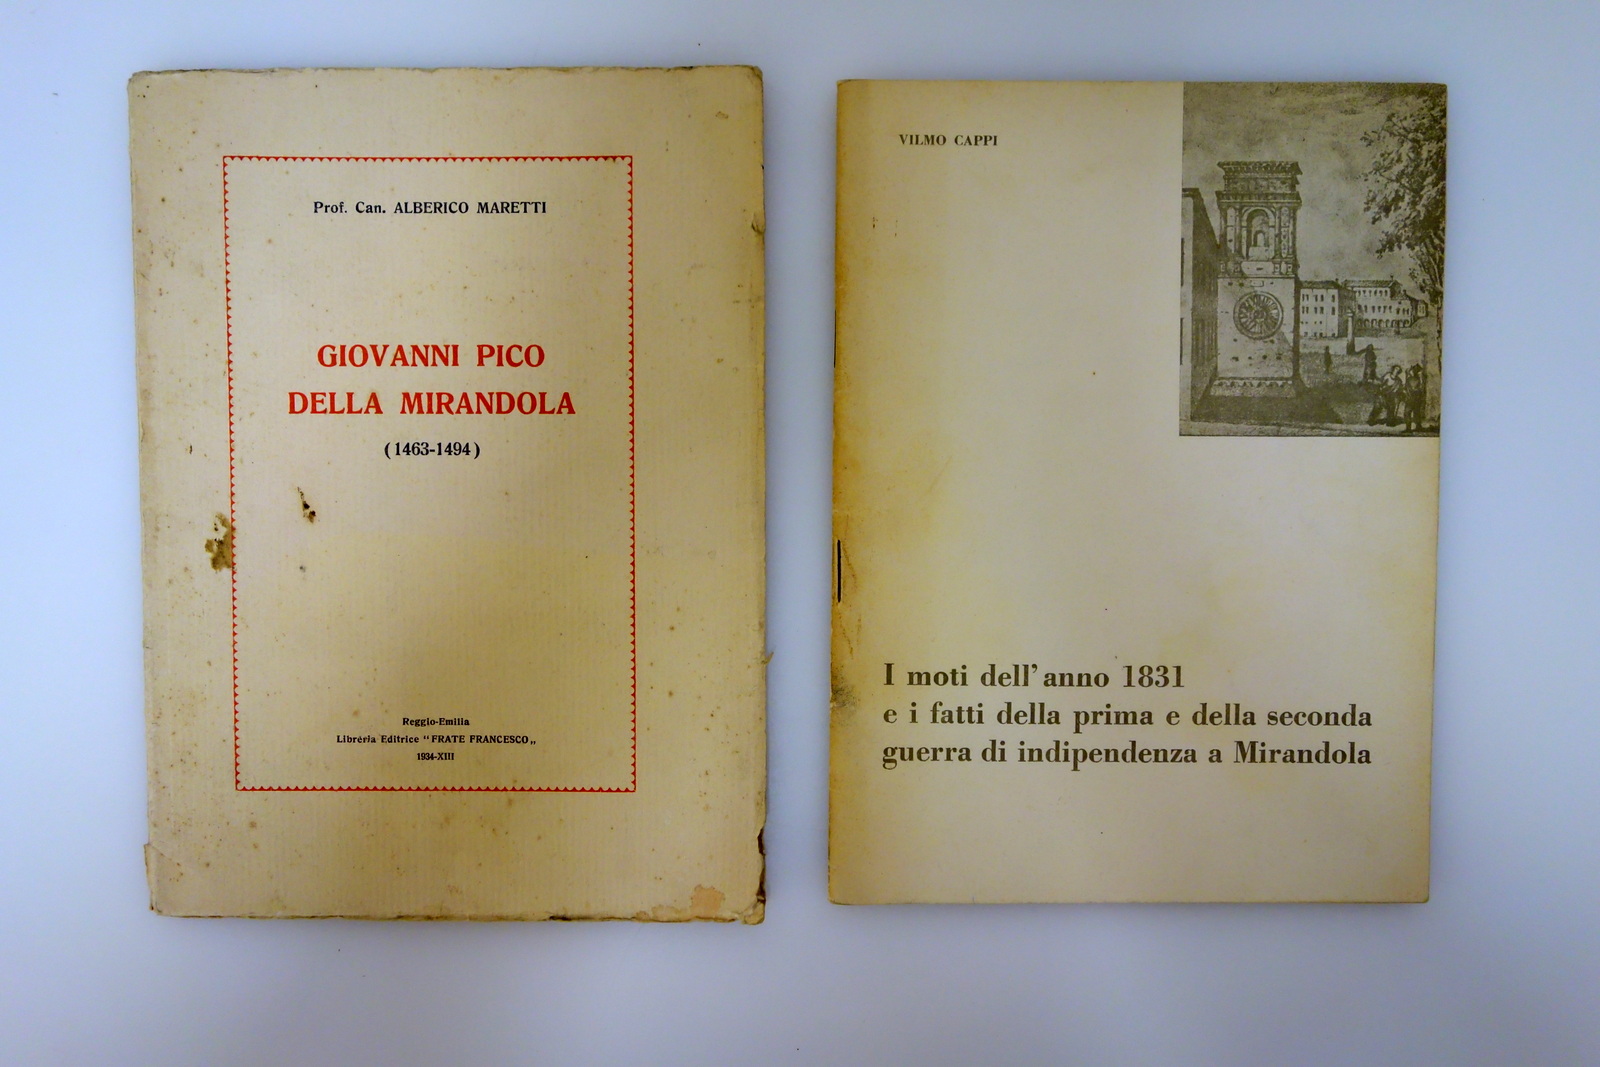 Prof. Can. ALBERICO MARETTI
GIOVANNI PICO
DELLA MIRANDOLA
(1463-1494)
Reggio-Emilia
Libreria Editrice “FRATE FRANCESCO„
1934-XIII
VILMO CAPPI
I moti dell'anno 1831
e i fatti della prima e della seconda
guerra di indipendenza a Mirandola